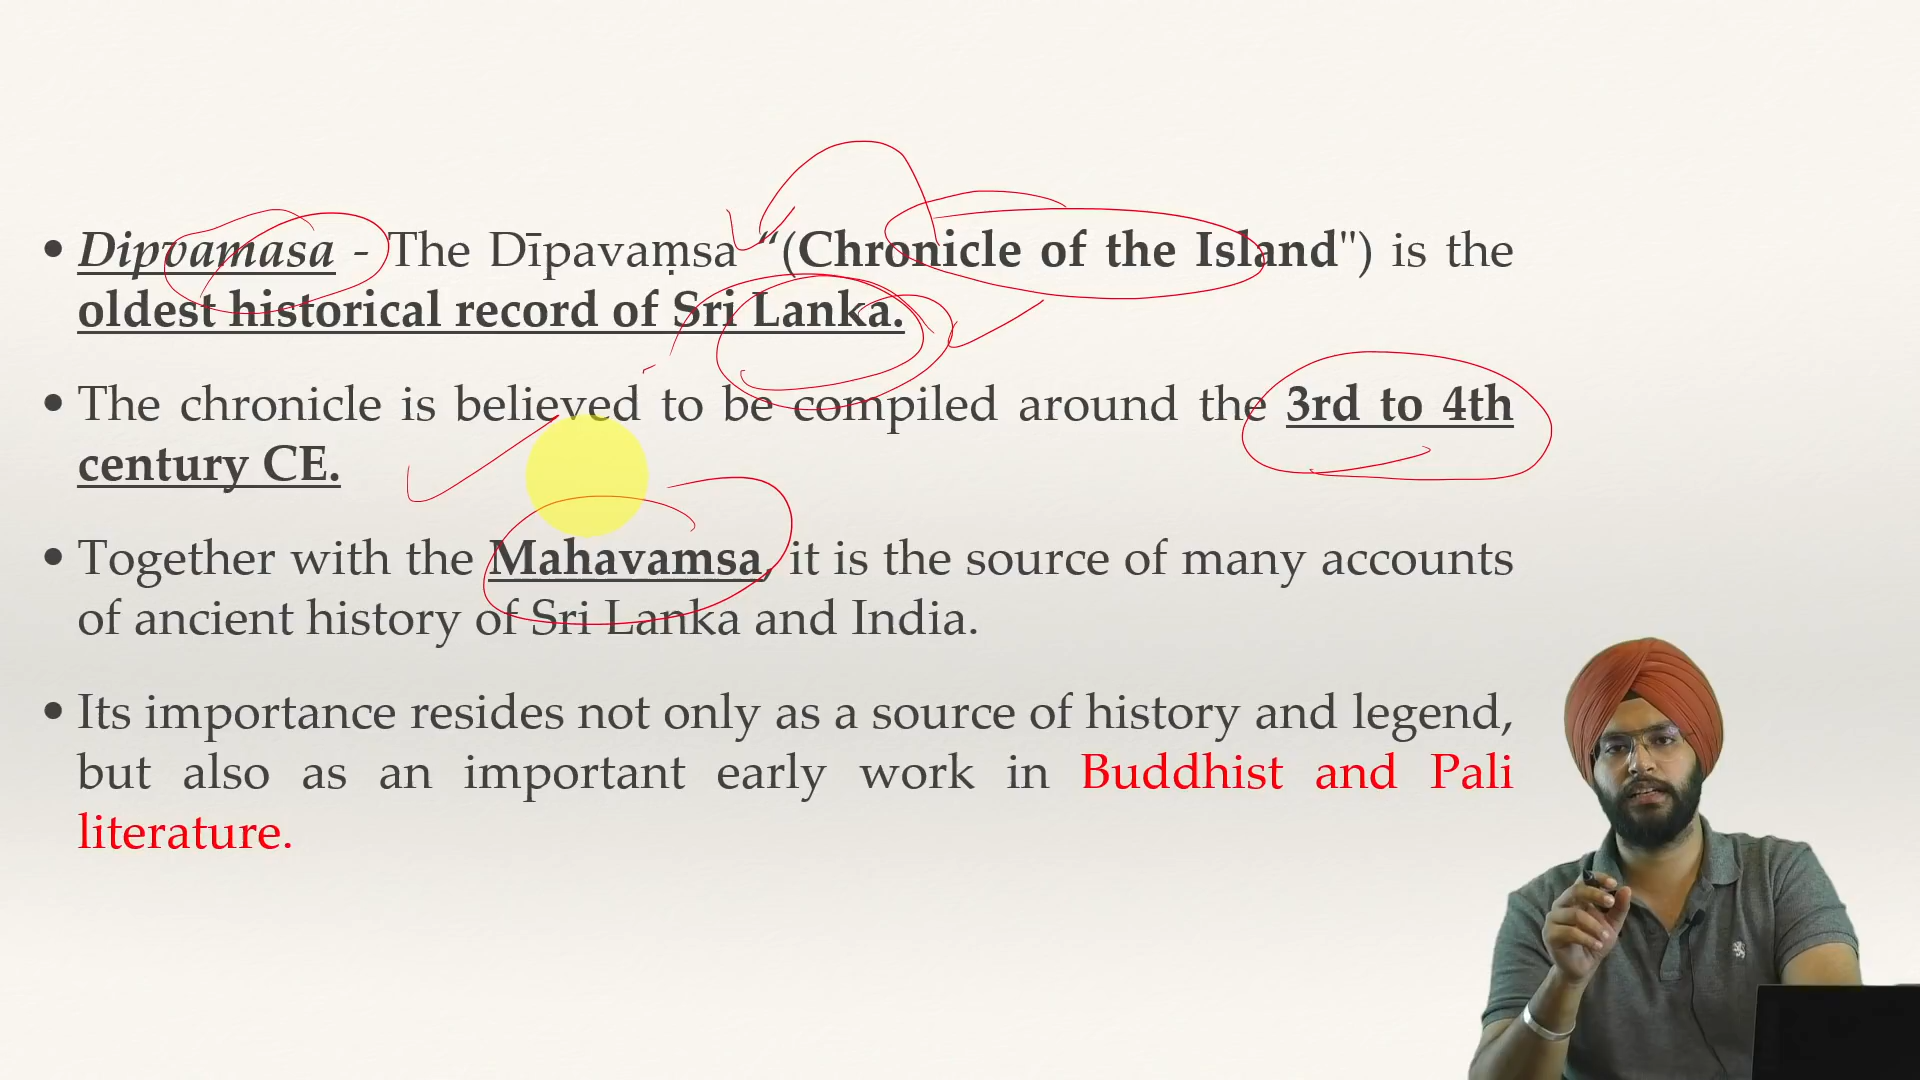 • Dipvamasa - The Dīpavaṃsa “(Chronicle of the Island") is the
oldest historical record of Sri Lanka.
• The chronicle is believed to be compiled around the 3rd to 4th
century CE.
• Together with the Mahavamsa, it is the source of many accounts
of ancient history of Sri Lanka and India.
• Its importance resides not only as a source of history and legend,
but also as an important early work in Buddhist and Pali
literature.